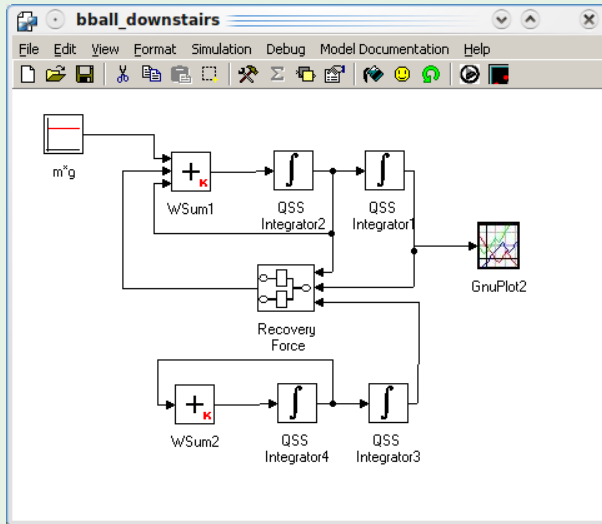 bball_downstairs
File Edit View Format Simulation Debug Model Documentation Help
m*g
WSum1
K
QSS
Integrator2
QSS
Integrator1
GnuPlot2
Recovery
Force
WSum2
K
QSS
Integrator4
QSS
Integrator3